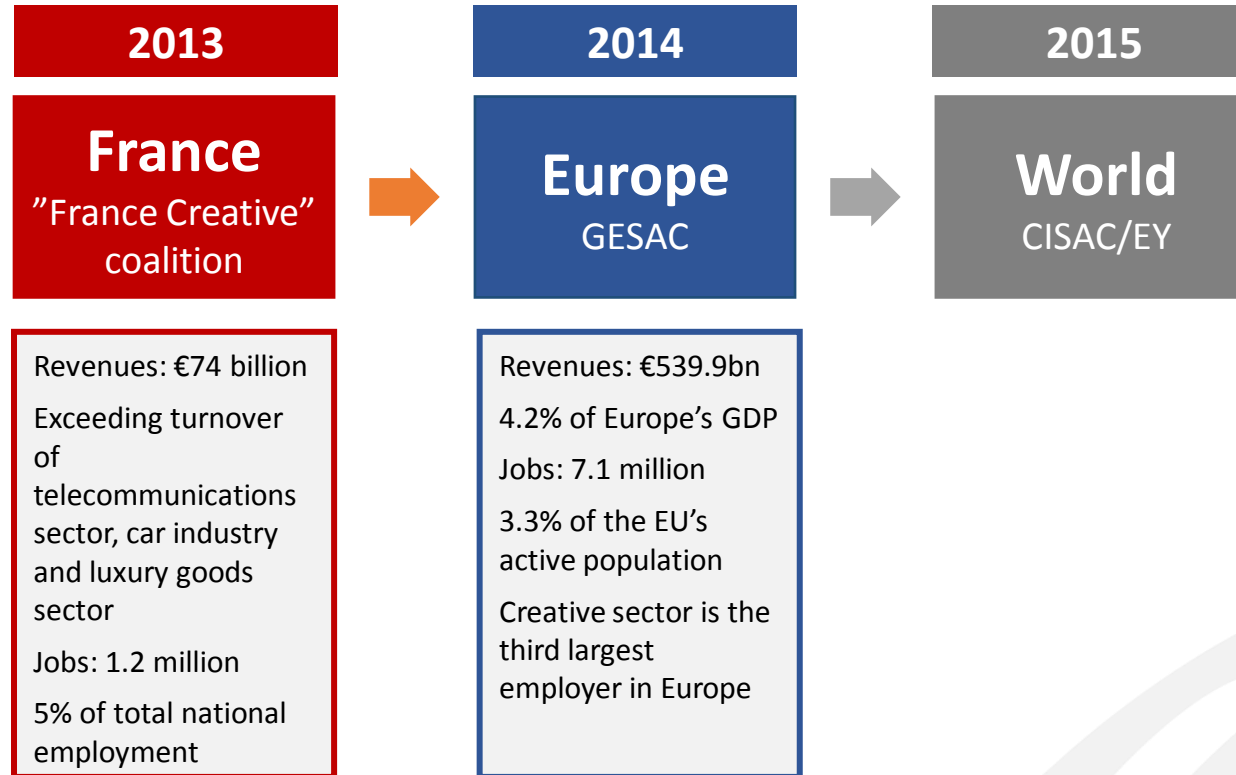 2013
France
”France Creative”
coalition
Revenues: €74 billion
Exceeding turnover
of
telecommunications
sector, car industry
and luxury goods
sector
Jobs: 1.2 million
5% of total national
employment
2014
Europe
GESAC
Revenues: €539.9bn
4.2% of Europe’s GDP
Jobs: 7.1 million
3.3% of the EU’s
active population
Creative sector is the
third largest
employer in Europe
2015
World
CISAC/EY